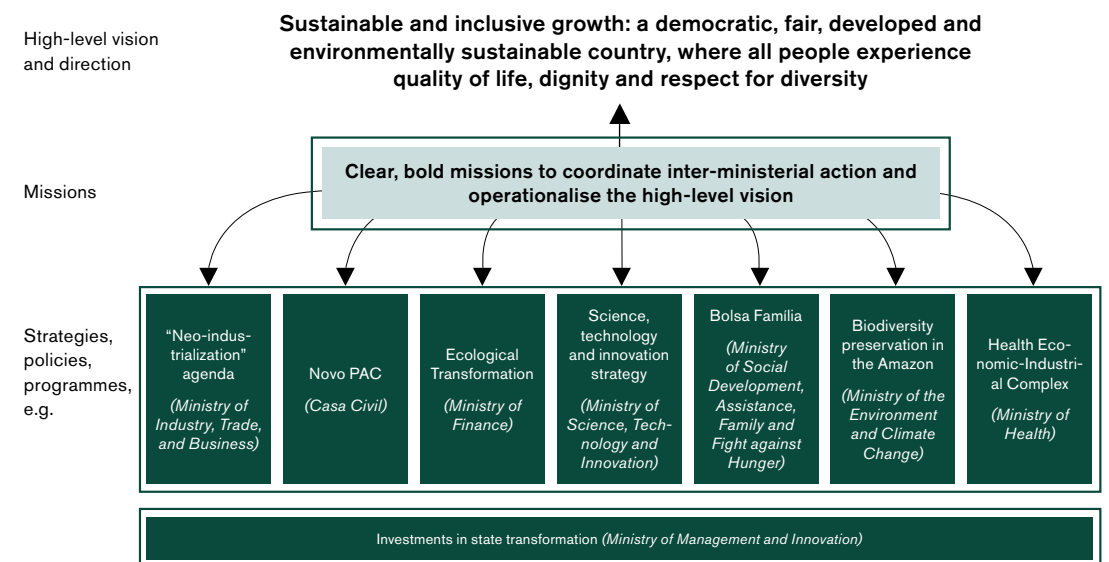 High-level vision
and direction
Sustainable and inclusive growth: a democratic, fair, developed and
environmentally sustainable country, where all people experience
quality of life, dignity and respect for diversity
Missions
Clear, bold missions to coordinate inter-ministerial action and
operationalise the high-level vision
Strategies,
policies,
programmes,
e.g.
“Neo-indus-
trialization”
agenda
(Ministry of
Industry, Trade,
and Business)
Novo PAC
(Casa Civil)
Ecological
Transformation
(Ministry of
Finance)
Science,
technology
and innovation
strategy
(Ministry of
Science, Tech-
nology and
Innovation)
Bolsa Família
(Ministry
of Social
Development,
Assistance,
Family and
Fight against
Hunger)
Biodiversity
preservation in
the Amazon
(Ministry of the
Environment
and Climate
Change)
Health Eco-
nomic-Industri-
al Complex
(Ministry of
Health)
Investments in state transformation (Ministry of Management and Innovation)